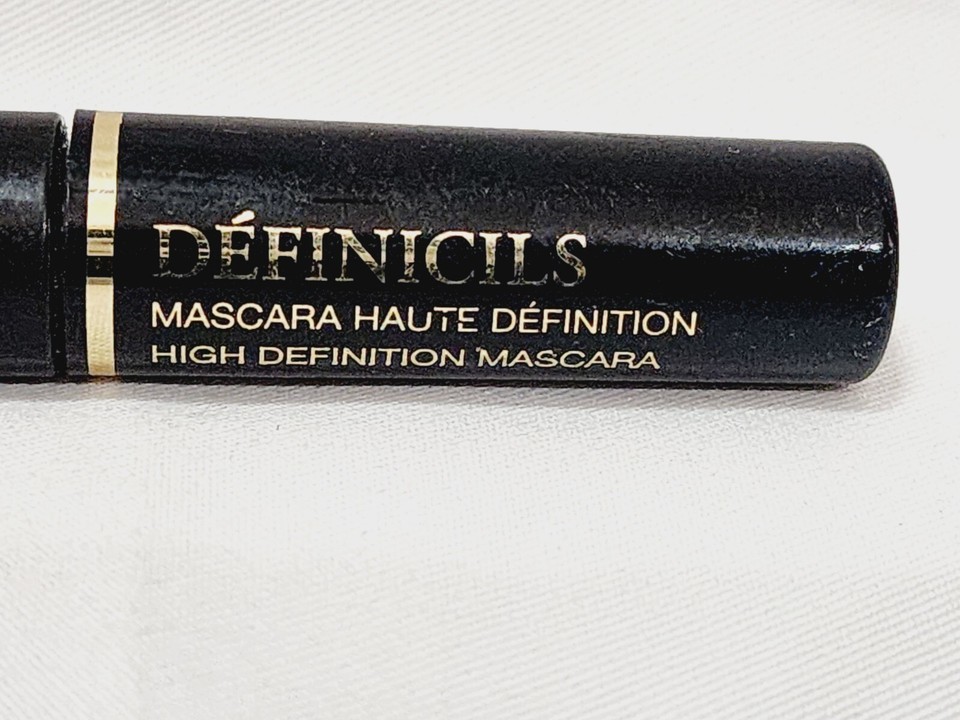 DÉFINICILS
MASCARA HAUTE DÉFINITION
HIGH DEFINITION MASCARA